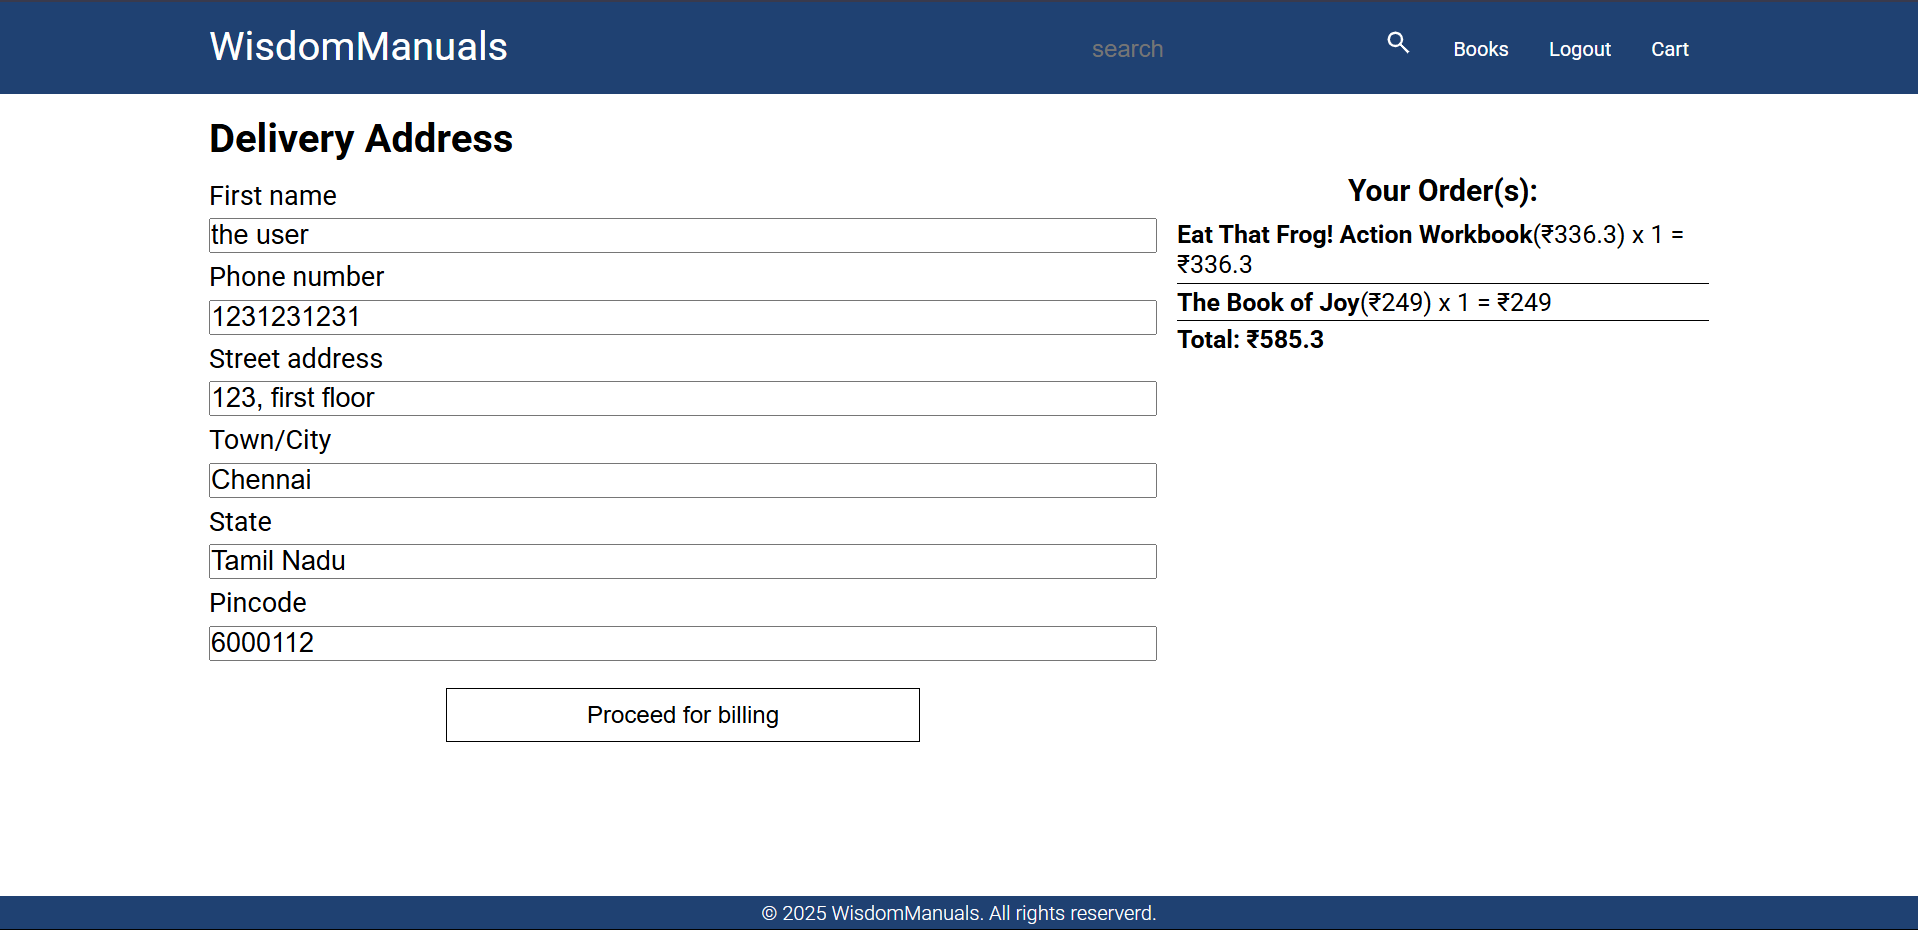 WisdomManuals
search
Books
Logout
Cart
Delivery Address
First name
the user
Phone number
1231231231
Street address
123, first floor
Town/City
Chennai
State
Tamil Nadu
Pincode
6000112
Proceed for billing
Your Order(s):
Eat That Frog! Action Workbook(₹336.3) x 1 =
₹336.3
The Book of Joy(₹249) x 1 = ₹249
Total: ₹585.3
© 2025 WisdomManuals. All rights reserverd.